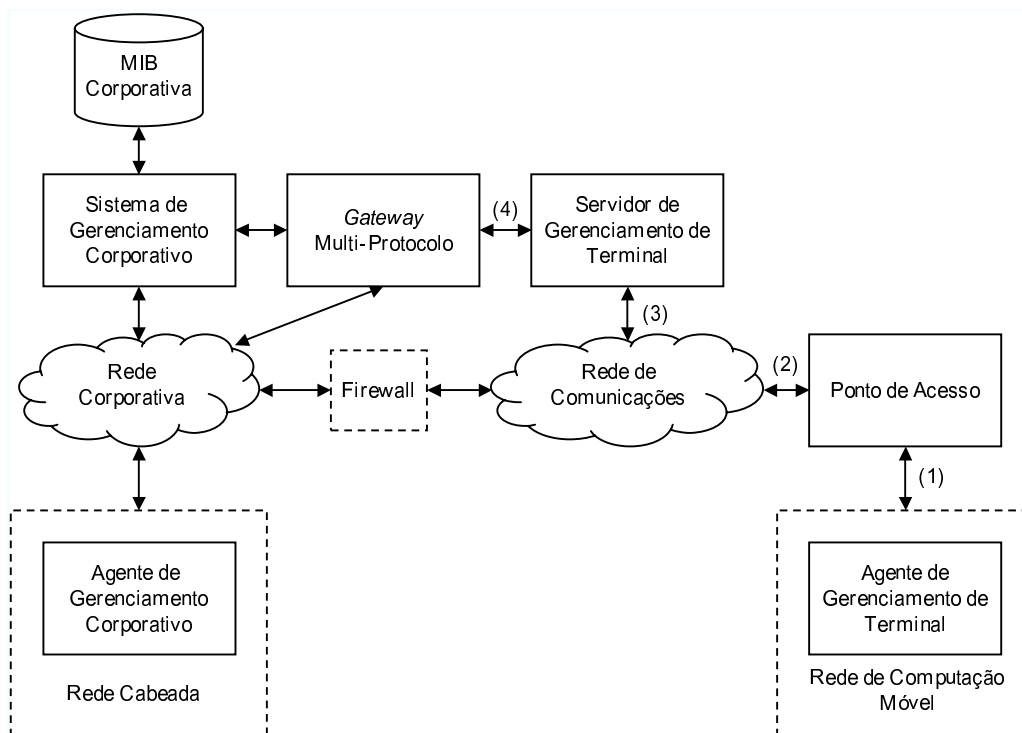 MIB
Corporativa
Sistema de
Gerenciamento
Corporativo
Gateway
Multi-Protocolo
(4)
Servidor de
Gerenciamento de
Terminal
(3)
Rede
Corporativa
Firewall
Rede de
Comunicações
(2)
Ponto de Acesso
(1)
Agente de
Gerenciamento
Corporativo
Rede Cabeada
Agente de
Gerenciamento de
Terminal
Rede de Computação
Móvel